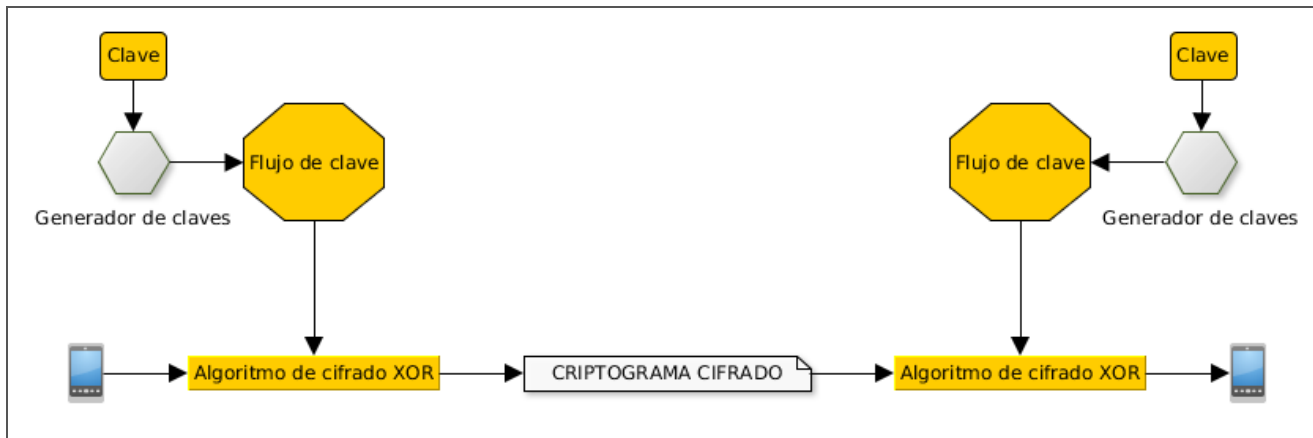 Clave
Clave
Flujo de clave
Flujo de clave
Generador de claves
Generador de claves
Algoritmo de cifrado XOR
CRIPTOGRAMA CIFRADO
Algoritmo de cifrado XOR